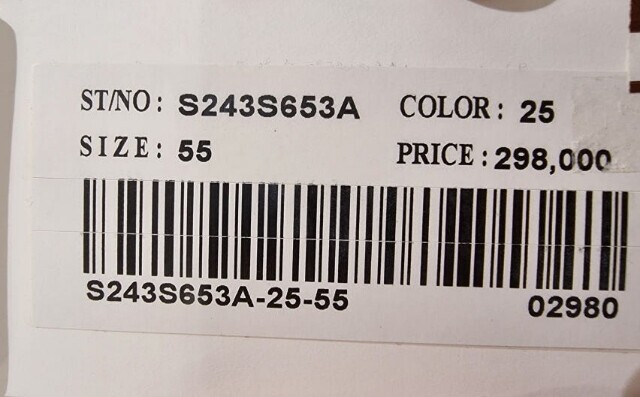 ST/NO: S243S653A COLOR: 25
SIZE: 55 PRICE: 298,000
S243S653A-25-55 02980